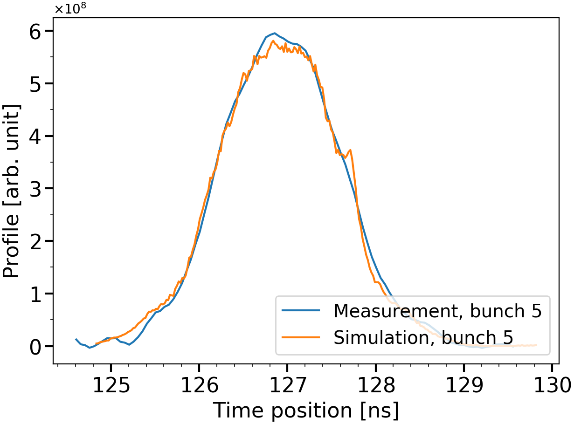 ×10⁸
Profile [arb. unit]
6
5
4
3
2
1
0
Measurement, bunch 5
Simulation, bunch 5
125 126 127 128 129 130
Time position [ns]